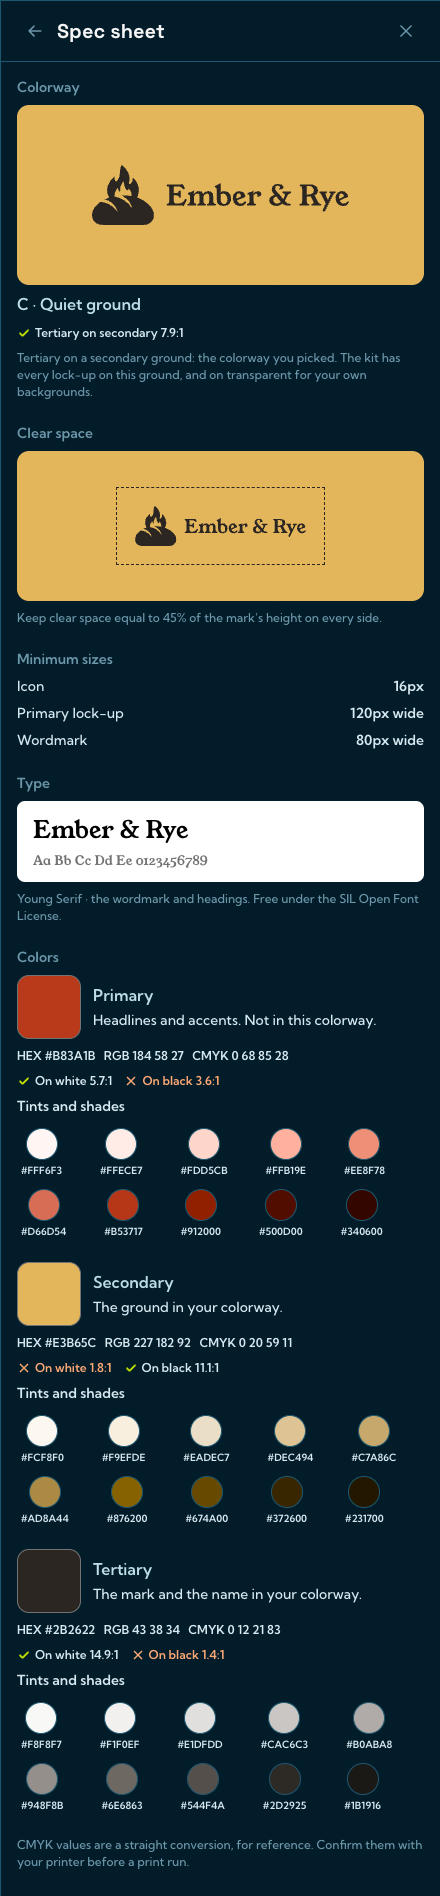 Spec sheet
Colorway
Ember & Rye
C · Quiet ground
Tertiary on secondary 7.9:1
Tertiary on a secondary ground: the colorway you picked. The kit has
every lock-up on this ground, and on transparent for your own
backgrounds.
Clear space
Ember & Rye
Keep clear space equal to 45% of the mark's height on every side.
Minimum sizes
Icon 16px
Primary lock-up 120px wide
Wordmark 80px wide
Type
Ember & Rye
Aa Bb Cc Dd Ee 0123456789
Young Serif · the wordmark and headings. Free under the SIL Open Font
License.
Colors
Primary
Headlines and accents. Not in this colorway.
HEX #B83A1B RGB 184 58 27 CMYK 0 68 85 28
On white 5.7:1 On black 3.6:1
Tints and shades
#FFF6F3 #FFECE7 #FDD5CB #FFB19E #EE8F78
#D66D54 #B53717 #912000 #500D00 #340600
Secondary
The ground in your colorway.
HEX #E3B65C RGB 227 182 92 CMYK 0 20 59 11
On white 1.8:1 On black 11.1:1
Tints and shades
#FCF8F0 #F9EFDE #EADEC7 #DEC494 #C7A86C
#AD8A44 #876200 #674A00 #372600 #231700
Tertiary
The mark and the name in your colorway.
HEX #2B2622 RGB 43 38 34 CMYK 0 12 21 83
On white 14.9:1 On black 1.4:1
Tints and shades
#F8F8F7 #F1F0EF #E1DFDD #CAC6C3 #B0ABA8
#948F8B #6E6863 #544F4A #2D2925 #1B1916
CMYK values are a straight conversion, for reference. Confirm them with
your printer before a print run.